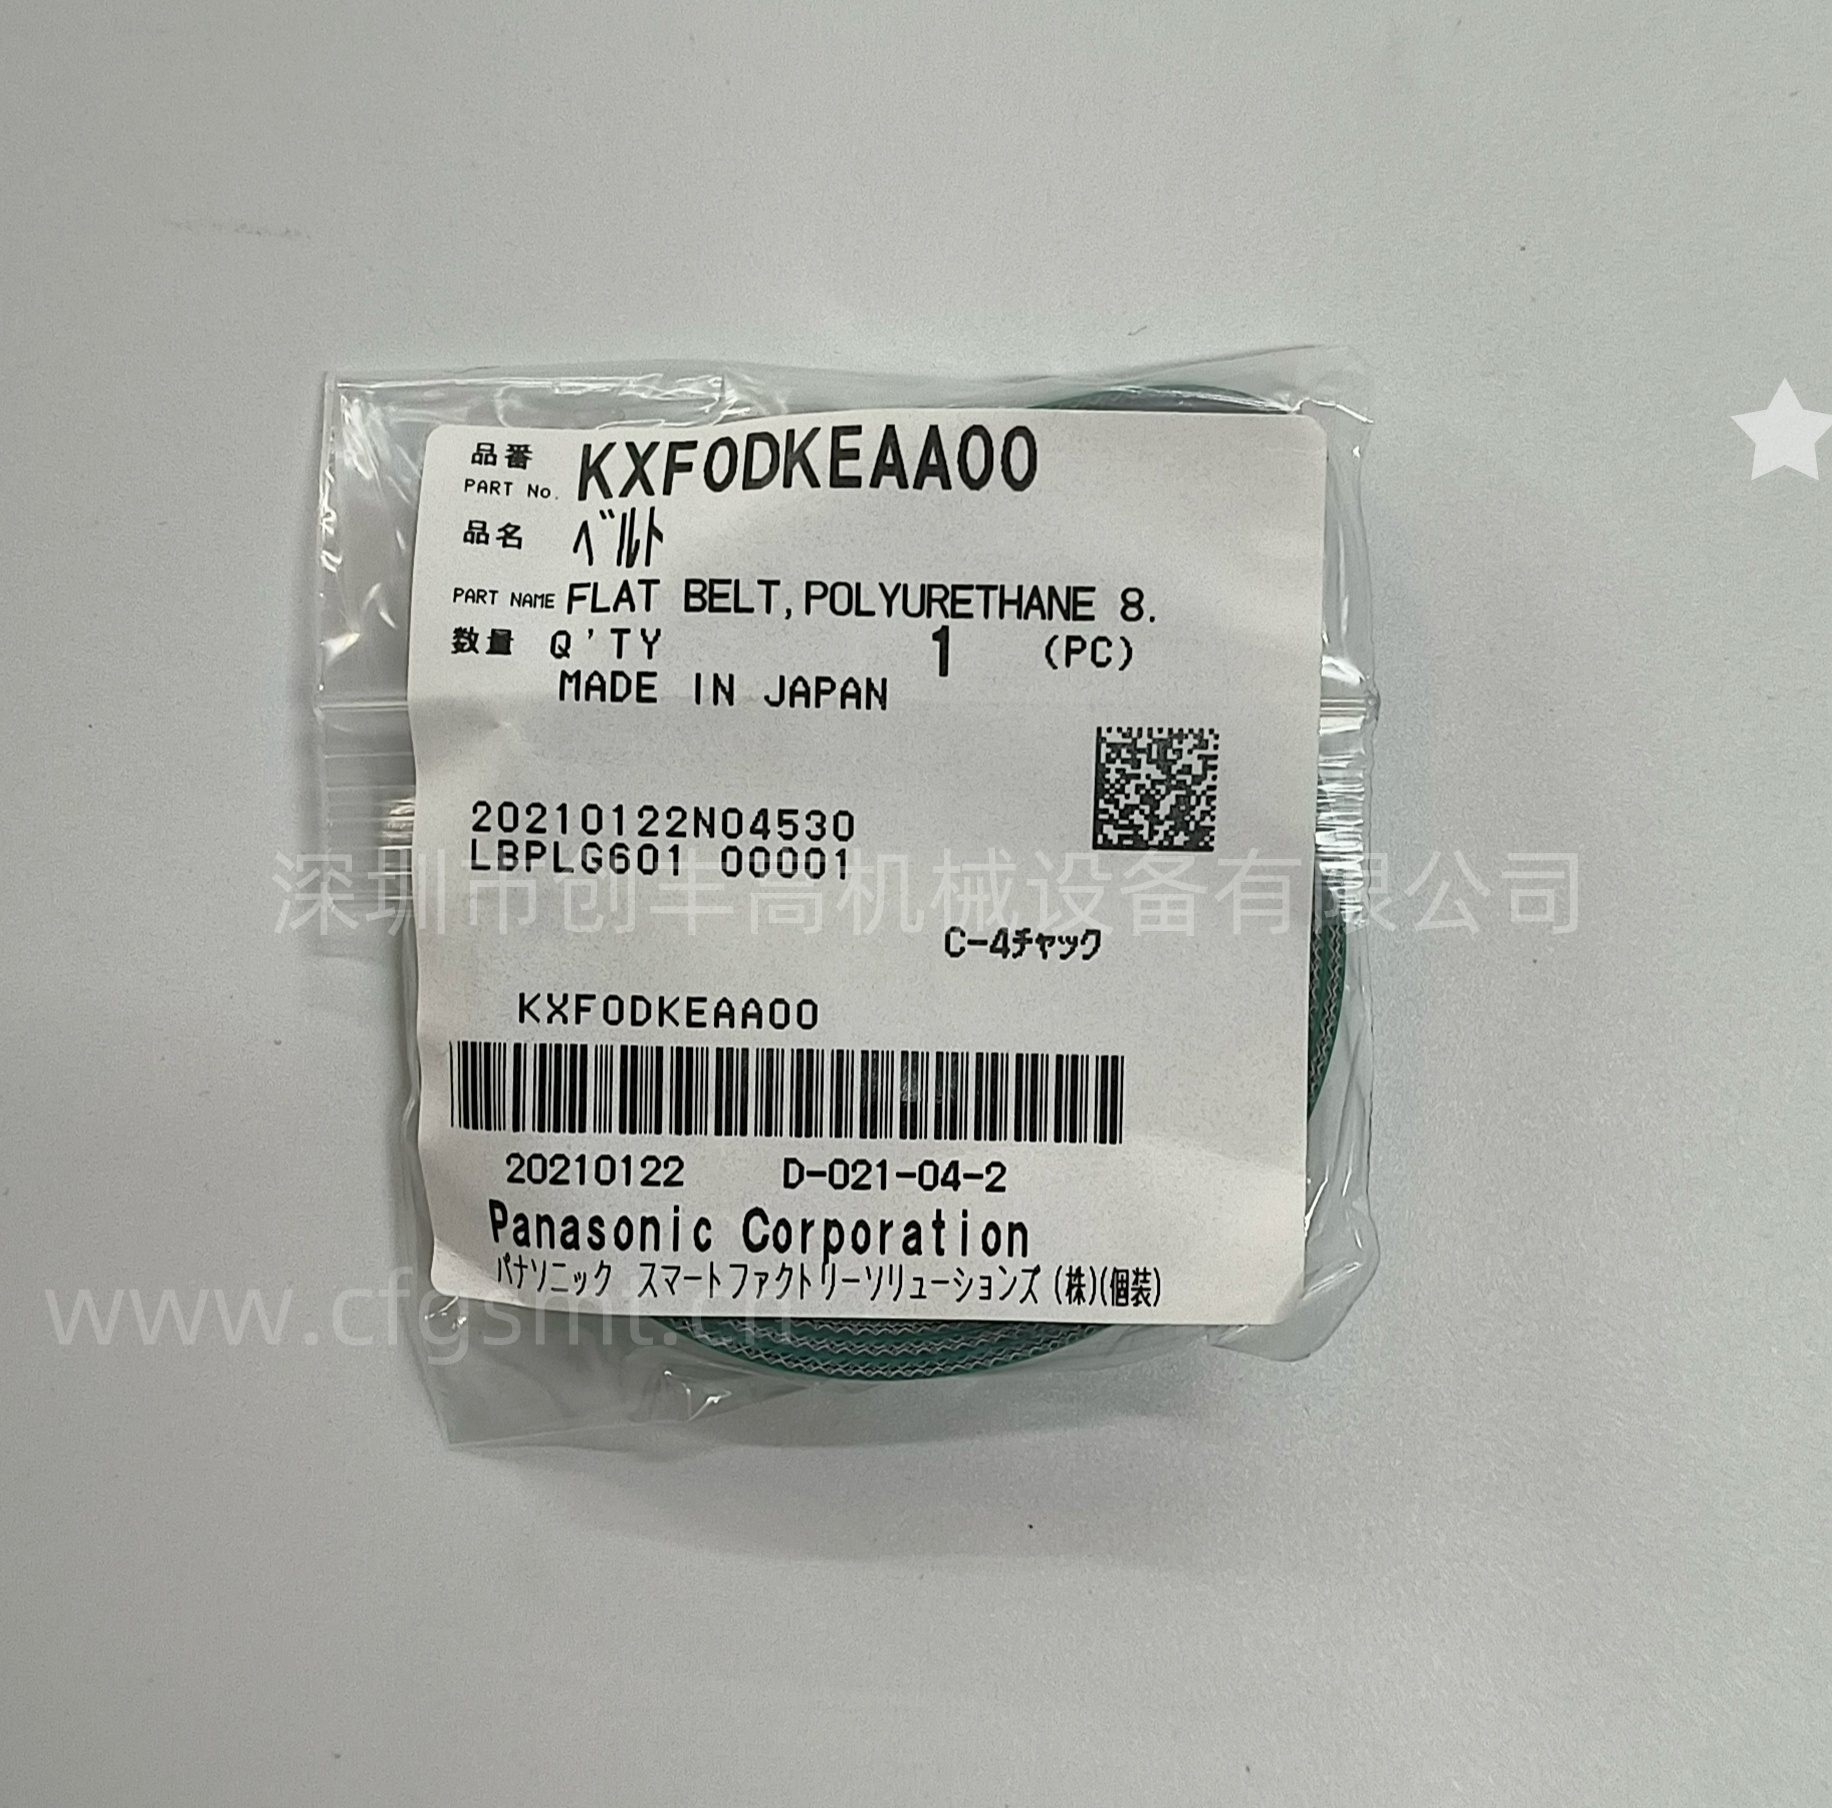 品番
PART No. KXF0DKEAA00
品名 ベルト
PART NAME FLAT BELT,POLYURETHANE 8.
数量 Q'TY 1 (PC)
MADE IN JAPAN
20210122N04530
LBPLG601 00001
深圳市创丰高机械设备有限公司
C-4チャック
KXF0DKEAA00
20210122 D-021-04-2
Panasonic Corporation
パナソニック スマートファクトリーソリューションズ(株)(個装)
www.cfgsmt.cn